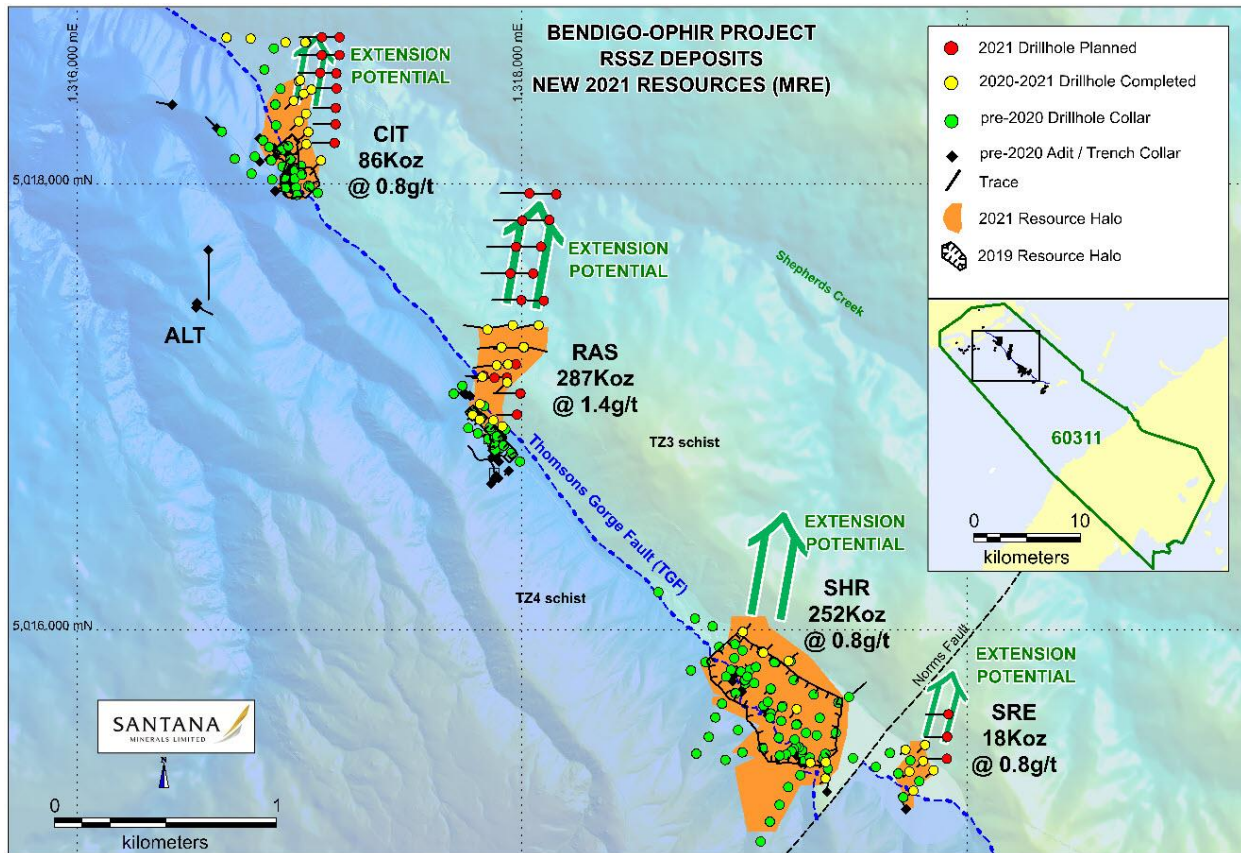 BENDIGO-OPHIR PROJECT
RSSZ DEPOSITS
NEW 2021 RESOURCES (MRE)
1,316,000 mE
1,318,000 mE
5,018,000 mN
5,016,000 mN
EXTENSION
POTENTIAL
CIT
86Koz
@ 0.8g/t
EXTENSION
POTENTIAL
Shepherds Creek
ALT
RAS
287Koz
@ 1.4g/t
TZ3 schist
Thomsons Gorge Fault (TGF)
TZ4 schist
EXTENSION
POTENTIAL
SHR
252Koz
@ 0.8g/t
Norms Fault
EXTENSION
POTENTIAL
SRE
18Koz
@ 0.8g/t
2021 Drillhole Planned
2020-2021 Drillhole Completed
pre-2020 Drillhole Collar
pre-2020 Adit / Trench Collar
Trace
2021 Resource Halo
2019 Resource Halo
60311
0 10
kilometers
SANTANA
MINERALS LIMITED
N
0 1
kilometers